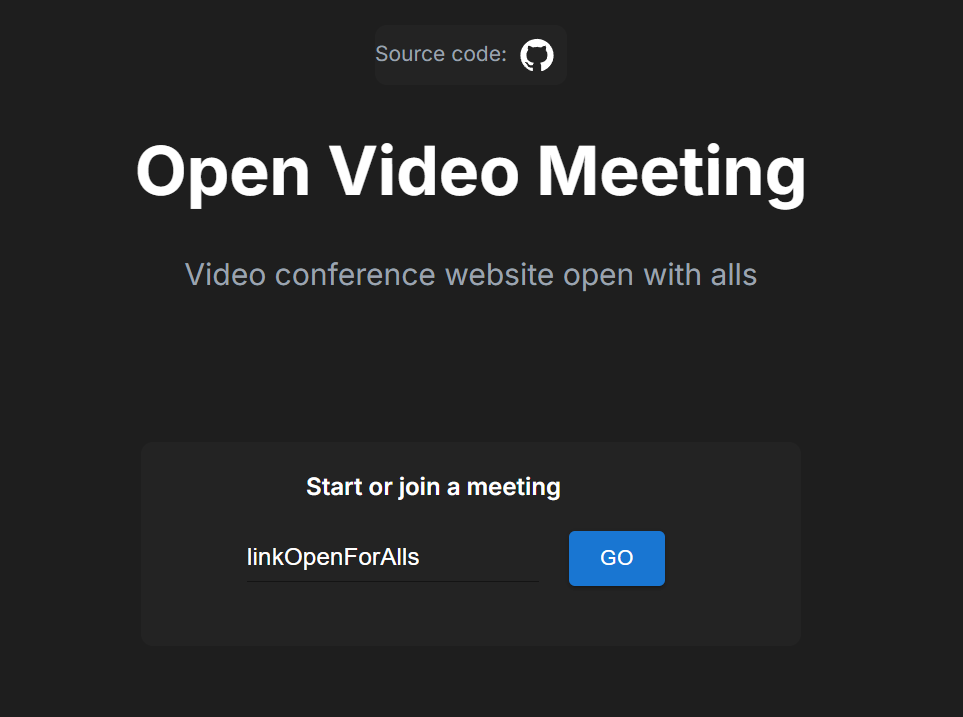 Source code:
Open Video Meeting
Video conference website open with alls
Start or join a meeting
linkOpenForAlls
GO